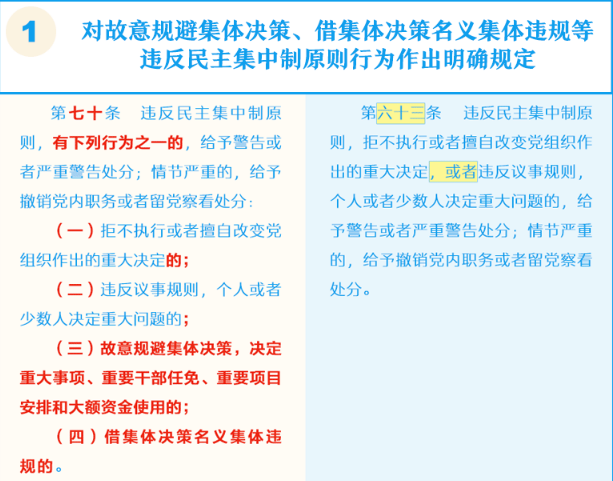 1
对故意规避集体决策、借集体决策名义集体违规等
违反民主集中制原则行为作出明确规定
第七十条 违反民主集中制原
则，有下列行为之一的，给予警告或
者严重警告处分；情节严重的，给予
撤销党内职务或者留党察看处分：
（一）拒不执行或者擅自改变党
组织作出的重大决定的；
（二）违反议事规则，个人或者
少数人决定重大问题的；
（三）故意规避集体决策，决定
重大事项、重要干部任免、重要项目
安排和大额资金使用的；
（四）借集体决策名义集体违
规的。
第六十三条 违反民主集中制原
则，拒不执行或者擅自改变党组织作
出的重大决定，或者违反议事规则，
个人或者少数人决定重大问题的，给
予警告或者严重警告处分；情节严重
的，给予撤销党内职务或者留党察看
处分。